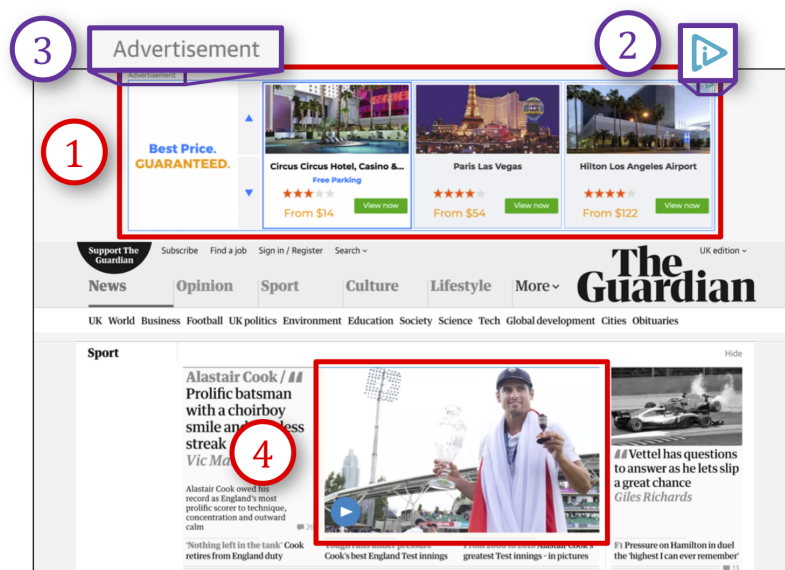 3
Advertisement
2
Advertisement
1
Best Price.
GUARANTEED.
Circus Circus Hotel, Casino &...
Free Parking
From $14
View now
Paris Las Vegas
From $54
View now
Hilton Los Angeles Airport
From $122
View now
Support The
Guardian
Subscribe Find a job Sign in / Register Search
UK edition
The
Guardian
News Opinion Sport Culture Lifestyle More
UK World Business Football UK politics Environment Education Society Science Tech Global development Cities Obituaries
Sport
Hide
Alastair Cook /
Prolific batsman
with a choirboy
smile and
streak
Vic
4
Alastair Cook owed his
record as England's most
prolific scorer to technique,
concentration and outward
calm
'Nothing left in the tank' Cook
retires from England duty
Cook's best England Test innings
greatest Test innings - in pictures
Vettel has questions
to answer as he lets slip
a great chance
Giles Richards
F1 Pressure on Hamilton in duel
the 'highest I can ever remember'
13